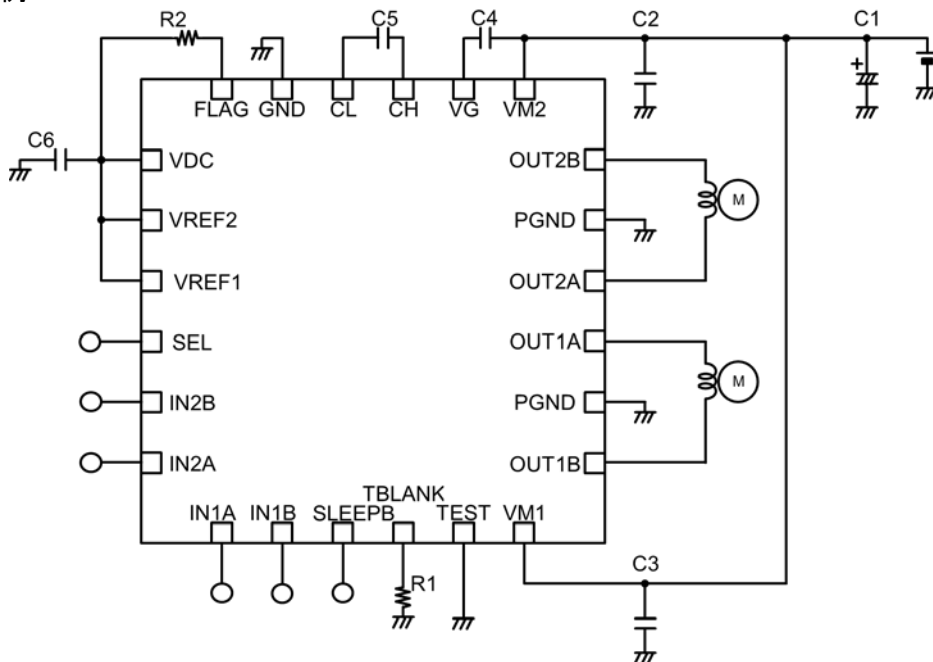 R2
C5
C4
C2
C1
FLAG
GND
CL
CH
VG
VM2
+
C6
VDC
OUT2B
M
VREF2
PGND
VREF1
OUT2A
SEL
OUT1A
M
IN2B
PGND
IN2A
OUT1B
TBLANK
IN1A
IN1B
SLEEPB
TEST
VM1
R1
C3